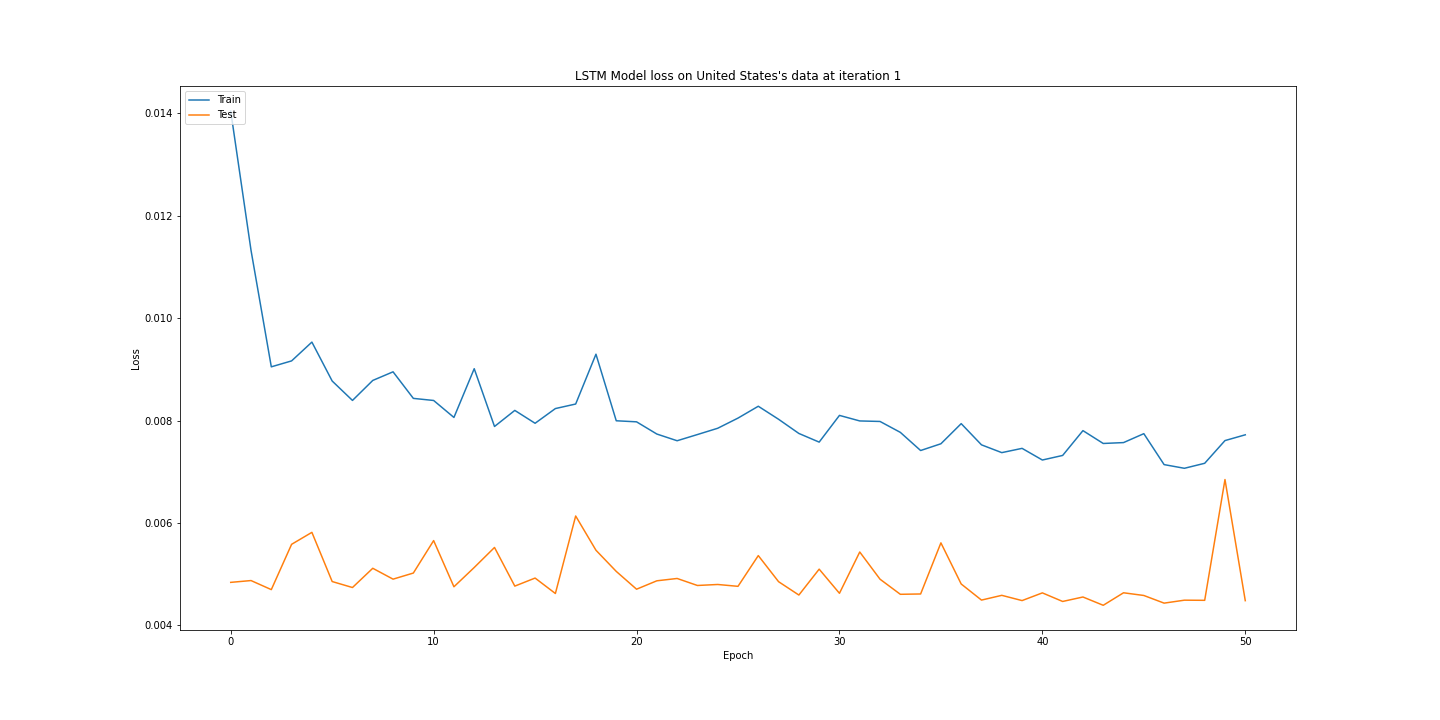 LSTM Model loss on United States's data at iteration 1
Train
Test
0.014
0.012
0.010
0.008
0.006
0.004
Loss
0 10 20 30 40 50
Epoch